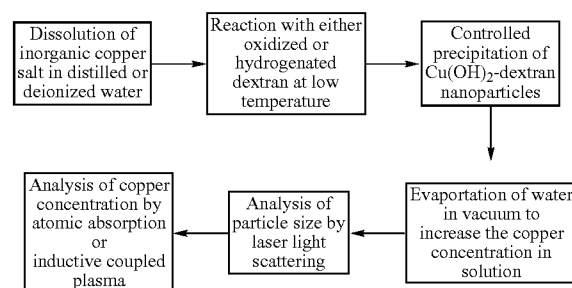 Dissolution of
inorganic copper
salt in distilled or
deionized water
Reaction with either
oxidized or
hydrogenated
dextran at low
temperature
Controlled
precipitation of
Cu(OH)2-dextran
nanoparticles
Evaportation of water
in vacuum to
increase the copper
concentration in
solution
Analysis of
particle size by
laser light
scattering
Analysis of copper
concentration by
atomic absorption
or
inductive coupled
plasma